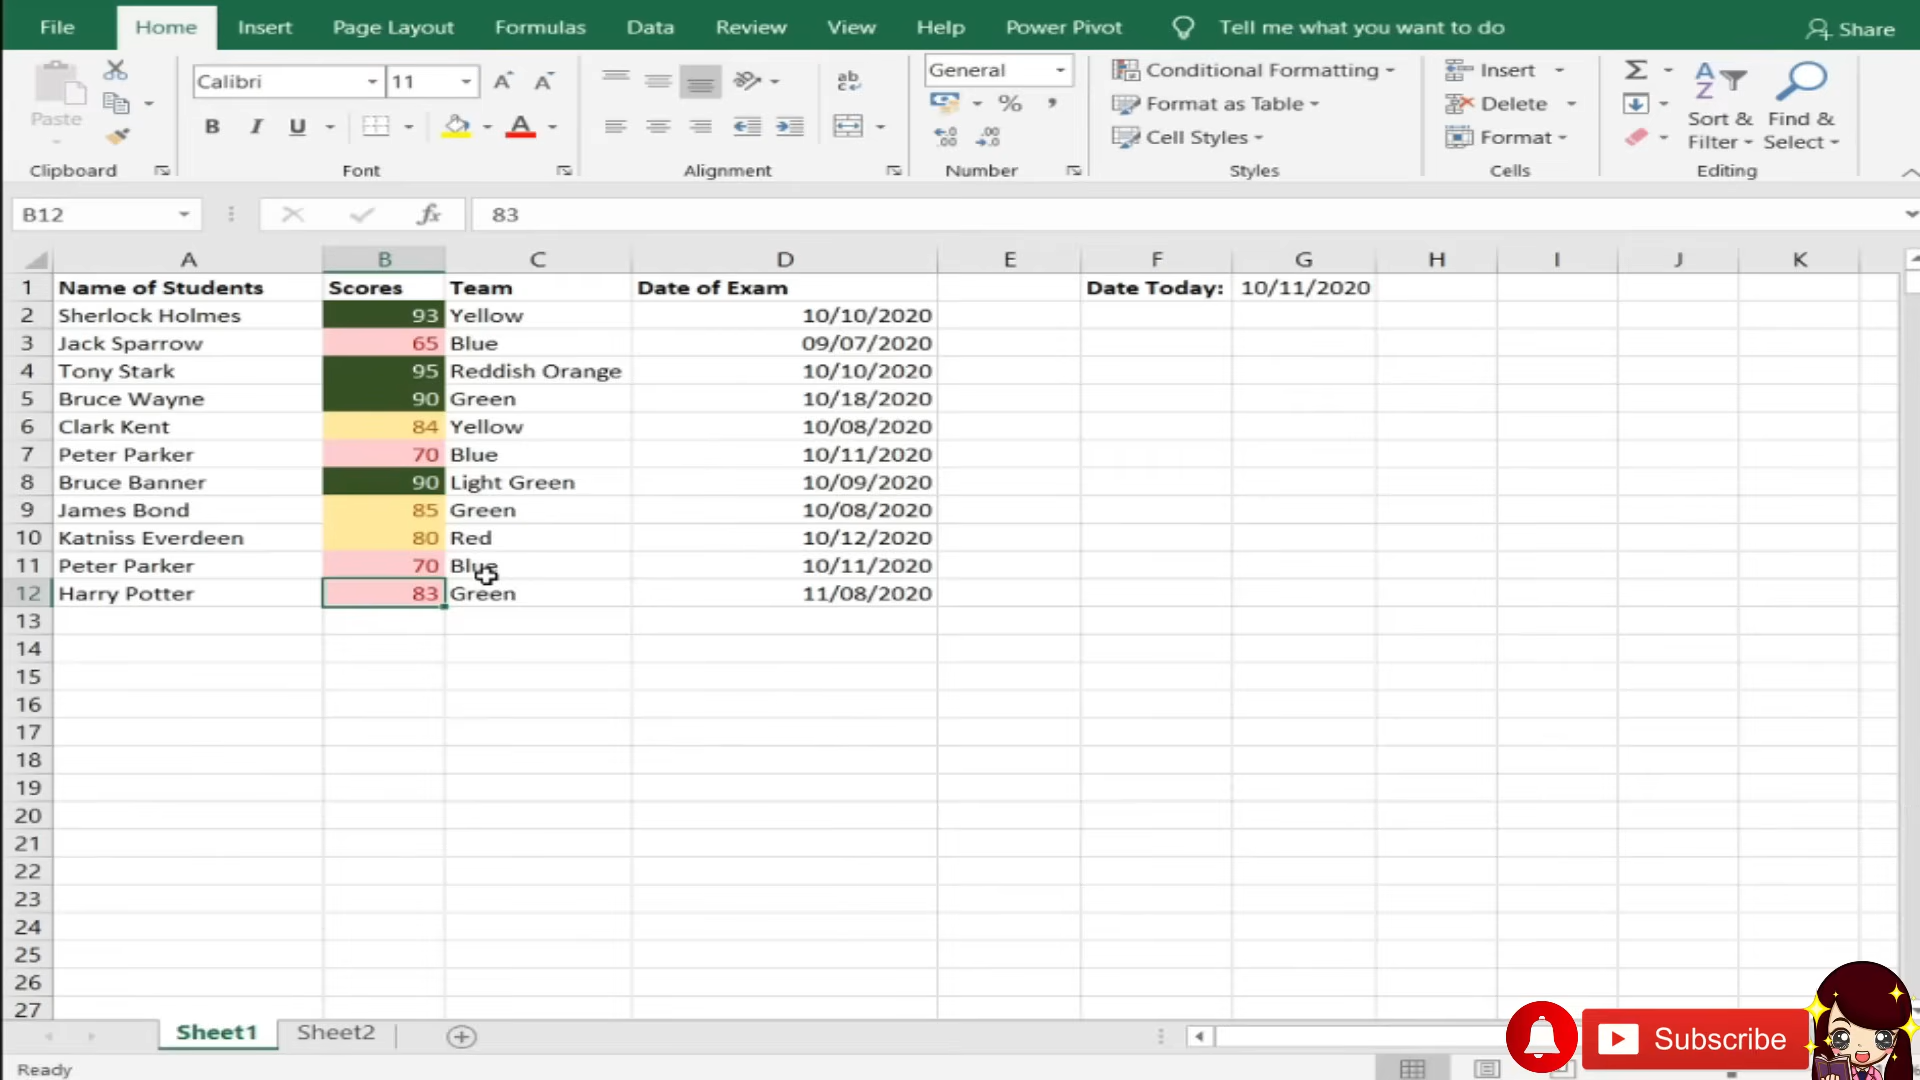 File Home Insert Page Layout Formulas Data Review View Help Power Pivot Tell me what you want to do Share
Calibri 11 General Conditional Formatting Insert
Paste Format as Table Delete Sort & Find &
B I U A Cell Styles Format Filter Select
Clipboard Font Alignment Number Styles Cells Editing
B12 fx 83
A B C D E F G H I J K
1 Name of Students Scores Team Date of Exam Date Today: 10/11/2020
2 Sherlock Holmes 93 Yellow 10/10/2020
3 Jack Sparrow 65 Blue 09/07/2020
4 Tony Stark 95 Reddish Orange 10/10/2020
5 Bruce Wayne 90 Green 10/18/2020
6 Clark Kent 84 Yellow 10/08/2020
7 Peter Parker 70 Blue 10/11/2020
8 Bruce Banner 90 Light Green 10/09/2020
9 James Bond 85 Green 10/08/2020
10 Katniss Everdeen 80 Red 10/12/2020
11 Peter Parker 70 Blue 10/11/2020
12 Harry Potter 83 Green 11/08/2020
13
14
15
16
17
18
19
20
21
22
23
24
25
26
27
Sheet1 Sheet2
Subscribe
Ready